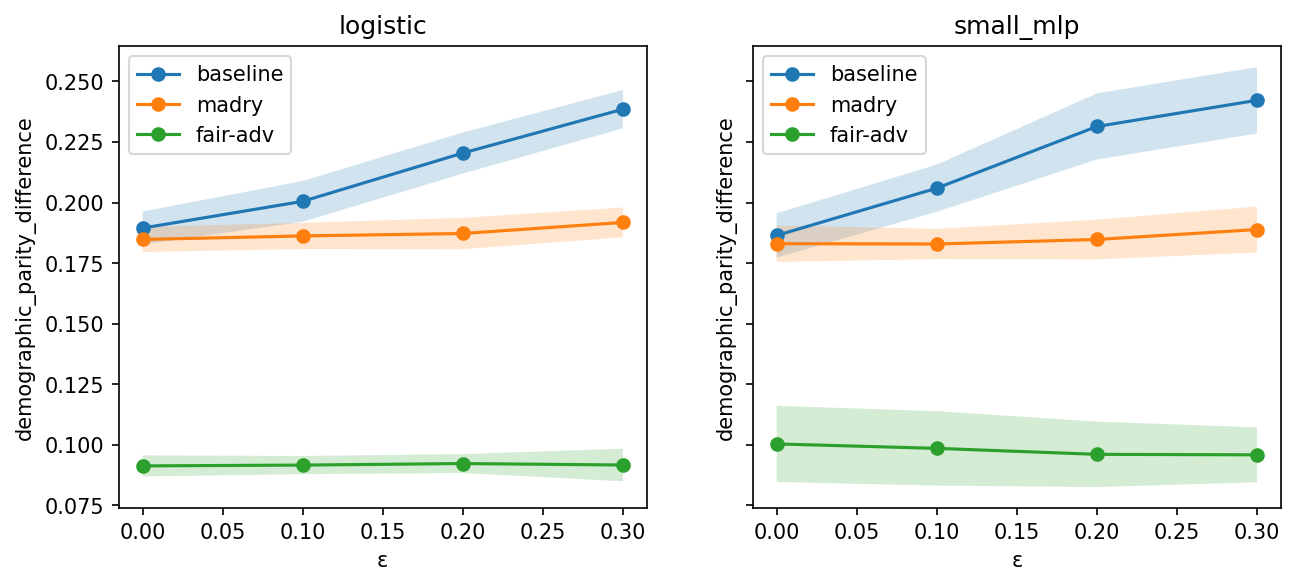 logistic
baseline
madry
fair-adv
demographic_parity_difference
0.250
0.225
0.200
0.175
0.150
0.125
0.100
0.075
0.00 0.05 0.10 0.15 0.20 0.25 0.30
ε
small_mlp
baseline
madry
fair-adv
demographic_parity_difference
0.00 0.05 0.10 0.15 0.20 0.25 0.30
ε